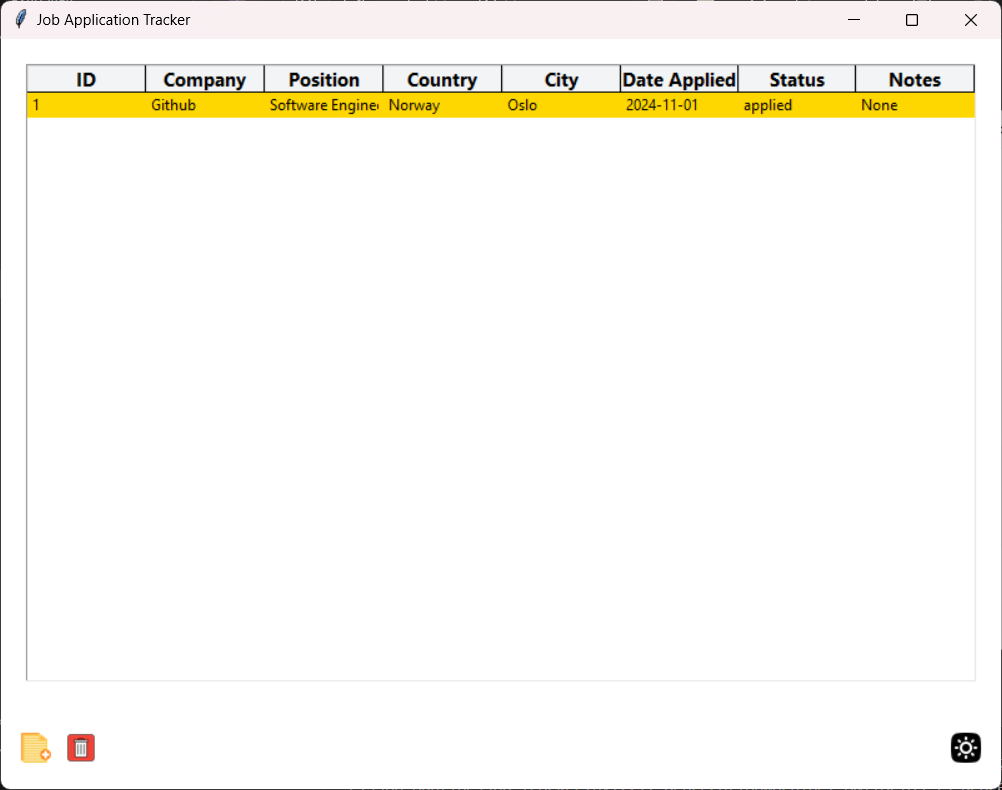 Job Application Tracker
ID Company Position Country City Date Applied Status Notes
1 Github Software Enginee Norway Oslo 2024-11-01 applied None